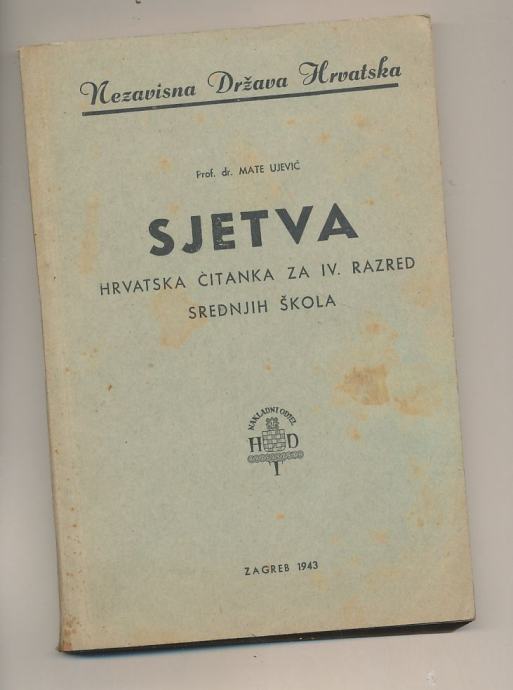 Nezavisna Država Hrvatska
Prof. dr. MATE UJEVIĆ
SJETVA
HRVATSKA ČITANKA ZA IV. RAZRED
SREDNJIH ŠKOLA
NAKLADNI ODJEL
H D
T
ZAGREB 1943